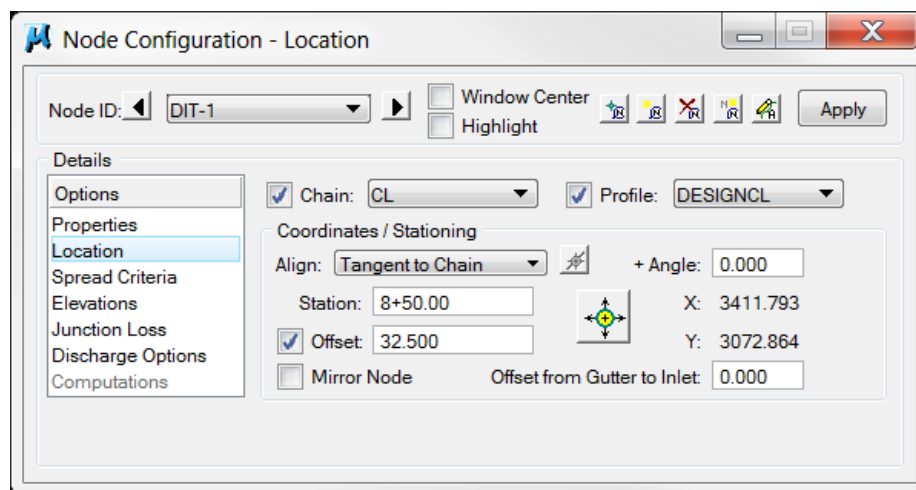 Node Configuration - Location
Node ID: DIT-1 Window Center Apply
Highlight
Details
Options
Properties
Location
Spread Criteria
Elevations
Junction Loss
Discharge Options
Computations
Chain: CL Profile: DESIGNCL
Coordinates / Stationing
Align: Tangent to Chain + Angle: 0.000
Station: 8+50.00 X: 3411.793
Offset: 32.500 Y: 3072.864
Mirror Node Offset from Gutter to Inlet: 0.000